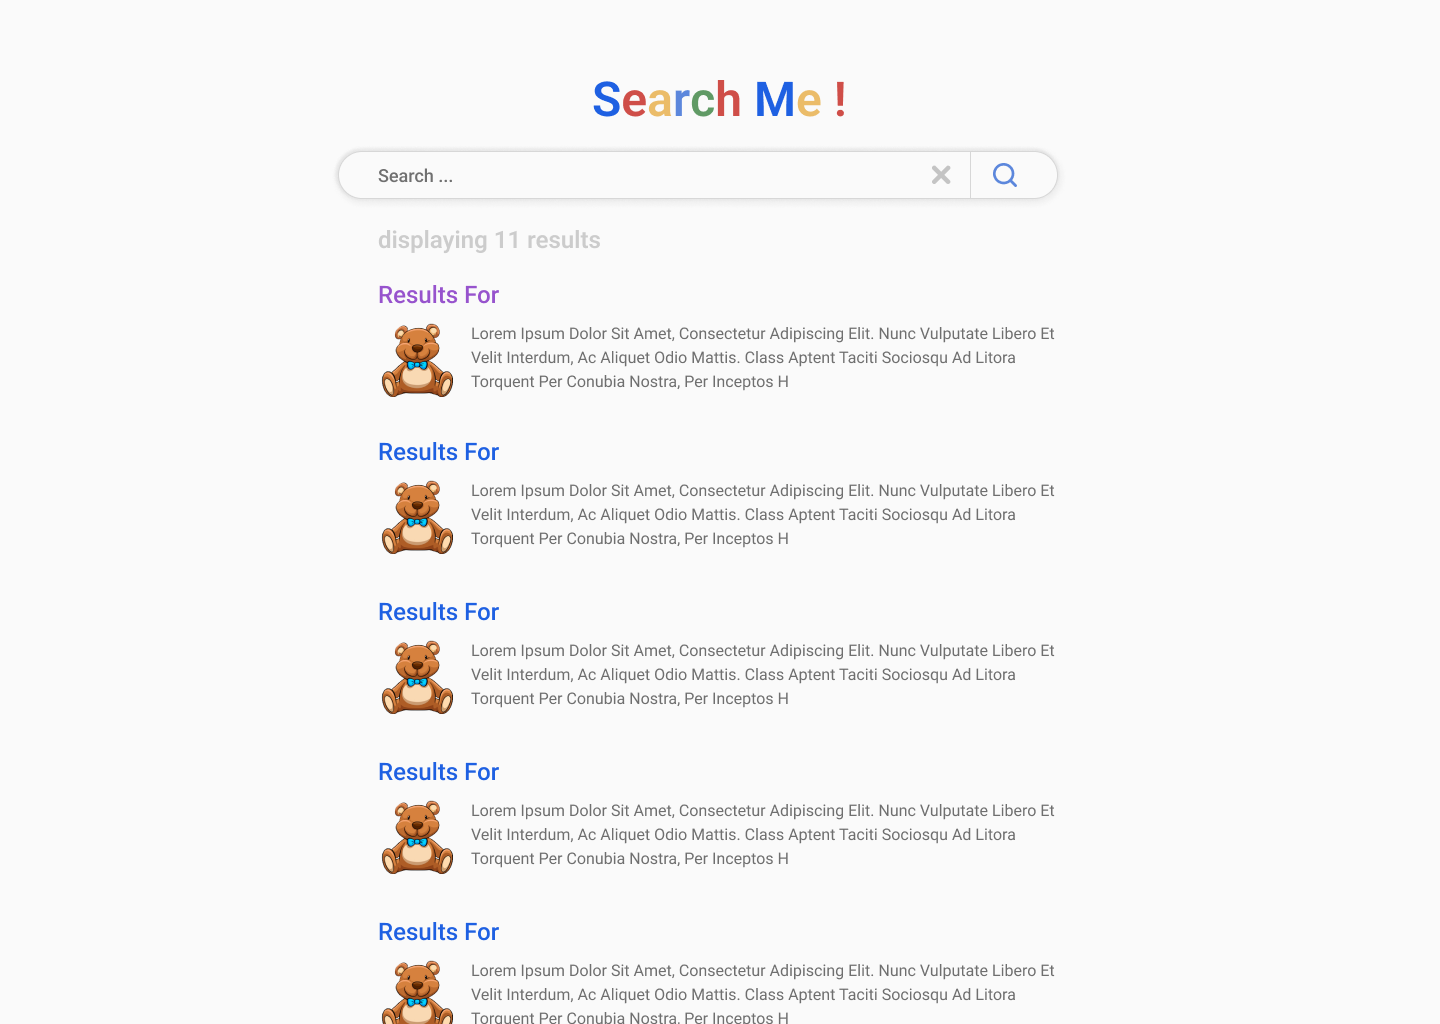 Search Me !
Search ...
displaying 11 results
Results For
Lorem Ipsum Dolor Sit Amet, Consectetur Adipiscing Elit. Nunc Vulputate Libero Et
Velit Interdum, Ac Aliquet Odio Mattis. Class Aptent Taciti Sociosqu Ad Litora
Torquent Per Conubia Nostra, Per Inceptos H
Results For
Lorem Ipsum Dolor Sit Amet, Consectetur Adipiscing Elit. Nunc Vulputate Libero Et
Velit Interdum, Ac Aliquet Odio Mattis. Class Aptent Taciti Sociosqu Ad Litora
Torquent Per Conubia Nostra, Per Inceptos H
Results For
Lorem Ipsum Dolor Sit Amet, Consectetur Adipiscing Elit. Nunc Vulputate Libero Et
Velit Interdum, Ac Aliquet Odio Mattis. Class Aptent Taciti Sociosqu Ad Litora
Torquent Per Conubia Nostra, Per Inceptos H
Results For
Lorem Ipsum Dolor Sit Amet, Consectetur Adipiscing Elit. Nunc Vulputate Libero Et
Velit Interdum, Ac Aliquet Odio Mattis. Class Aptent Taciti Sociosqu Ad Litora
Torquent Per Conubia Nostra, Per Inceptos H
Results For
Lorem Ipsum Dolor Sit Amet, Consectetur Adipiscing Elit. Nunc Vulputate Libero Et
Velit Interdum, Ac Aliquet Odio Mattis. Class Aptent Taciti Sociosqu Ad Litora
Torquent Per Conubia Nostra, Per Inceptos H